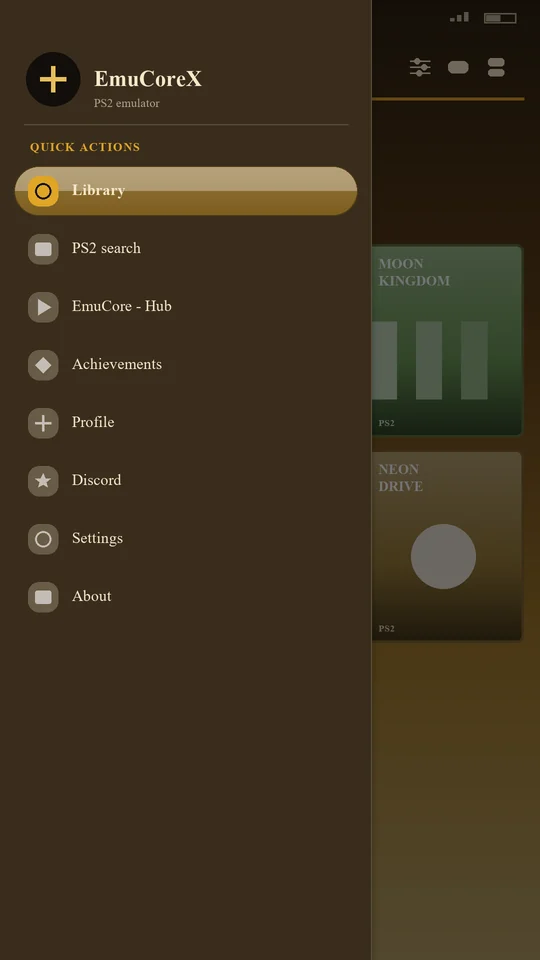 EmuCoreX
PS2 emulator
QUICK ACTIONS
Library
PS2 search
EmuCore - Hub
Achievements
Profile
Discord
Settings
About
MOON
KINGDOM
PS2
NEON
DRIVE
PS2